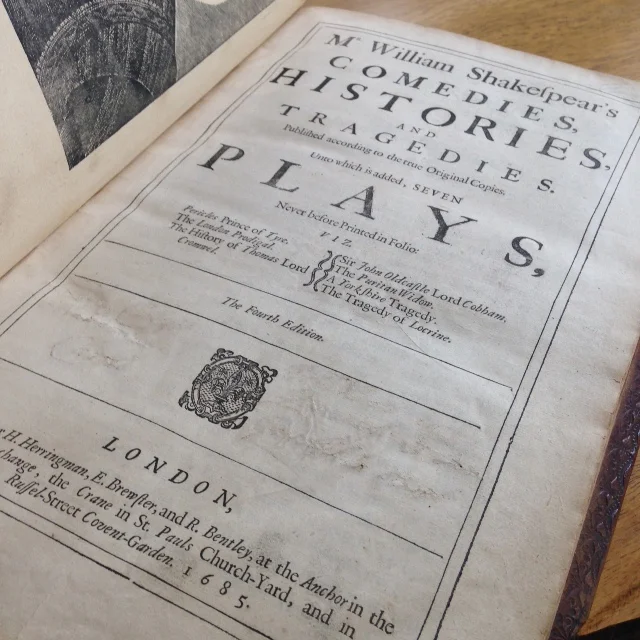 Mr William Shakeſpear's
COMEDIES,
HISTORIES,
AND
TRAGEDIES.
Publiſhed according to the true Original Copies.
Unto which is added, SEVEN
PLAYS,
Never before Printed in Folio:
VIZ.
Pericles Prince of Tyre.
The London Prodigal.
The Hiſtory of Thomas Lord
Cromwel.
Sir John Oldcaſtle Lord Cobham.
The Puritan Widow.
A Yorkſhire Tragedy.
The Tragedy of Locrine.
The Fourth Edition.
LONDON,
H. Herringman, E. Brewſter, and R. Bentley, at the Anchor in the
change, the Crane in St. Pauls Church-Yard, and in
Ruſſel-Street Covent-Garden. 1685.